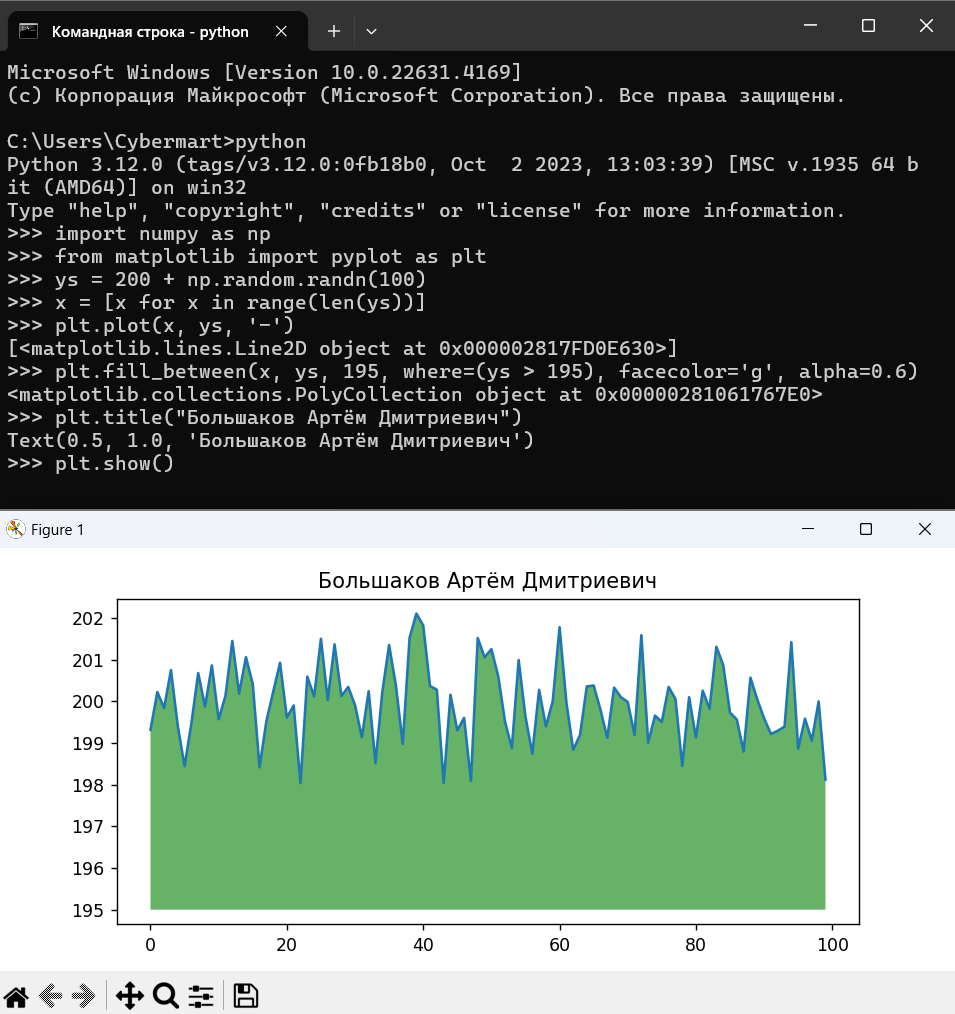 Командная строка - python
Microsoft Windows [Version 10.0.22631.4169]
(c) Корпорация Майкрософт (Microsoft Corporation). Все права защищены.
C:\Users\Cybermart>python
Python 3.12.0 (tags/v3.12.0:0fb18b0, Oct  2 2023, 13:03:39) [MSC v.1935 64 b
it (AMD64)] on win32
Type "help", "copyright", "credits" or "license" for more information.
>>> import numpy as np
>>> from matplotlib import pyplot as plt
>>> ys = 200 + np.random.randn(100)
>>> x = [x for x in range(len(ys))]
>>> plt.plot(x, ys, '-')
[<matplotlib.lines.Line2D object at 0x000002817FD0E630>]
>>> plt.fill_between(x, ys, 195, where=(ys > 195), facecolor='g', alpha=0.6)
<matplotlib.collections.PolyCollection object at 0x00000281061767E0>
>>> plt.title("Большаков Артём Дмитриевич")
Text(0.5, 1.0, 'Большаков Артём Дмитриевич')
>>> plt.show()
Figure 1
Большаков Артём Дмитриевич
202
201
200
199
198
197
196
195
0 20 40 60 80 100